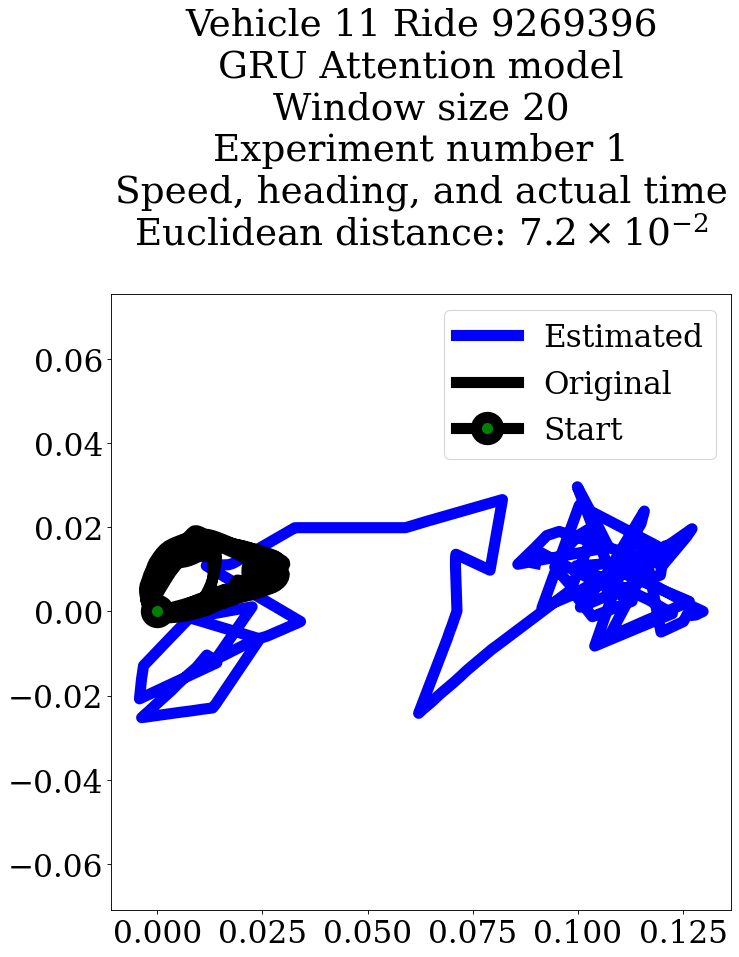 Vehicle 11 Ride 9269396
GRU Attention model
Window size 20
Experiment number 1
Speed, heading, and actual time
Euclidean distance: $7.2 \times 10^{-2}$
Estimated
Original
Start
0.06
0.04
0.02
0.00
−0.02
−0.04
−0.06
0.000 0.025 0.050 0.075 0.100 0.125